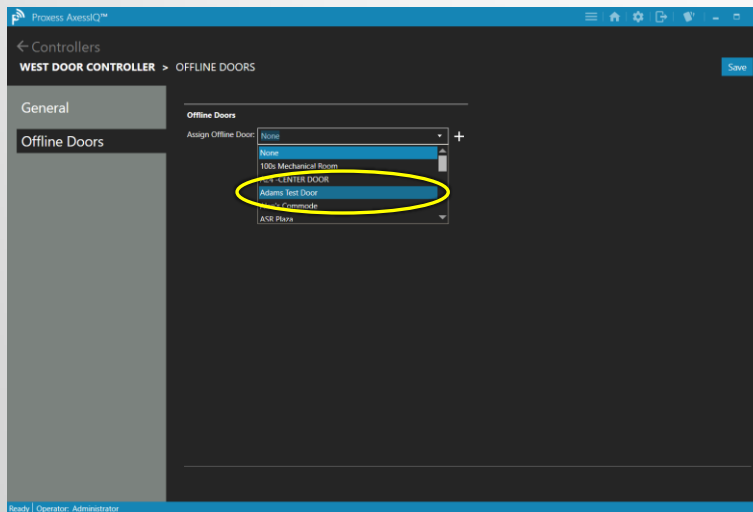 Proxess AxessIQ™
Controllers
WEST DOOR CONTROLLER > OFFLINE DOORS
Save
General
Offline Doors
Offline Doors
Assign Offline Door: None
None
100s Mechanical Room
-CENTER DOOR
Adams Test Door
Commode
ASR Plaza
Ready Operator: Administrator